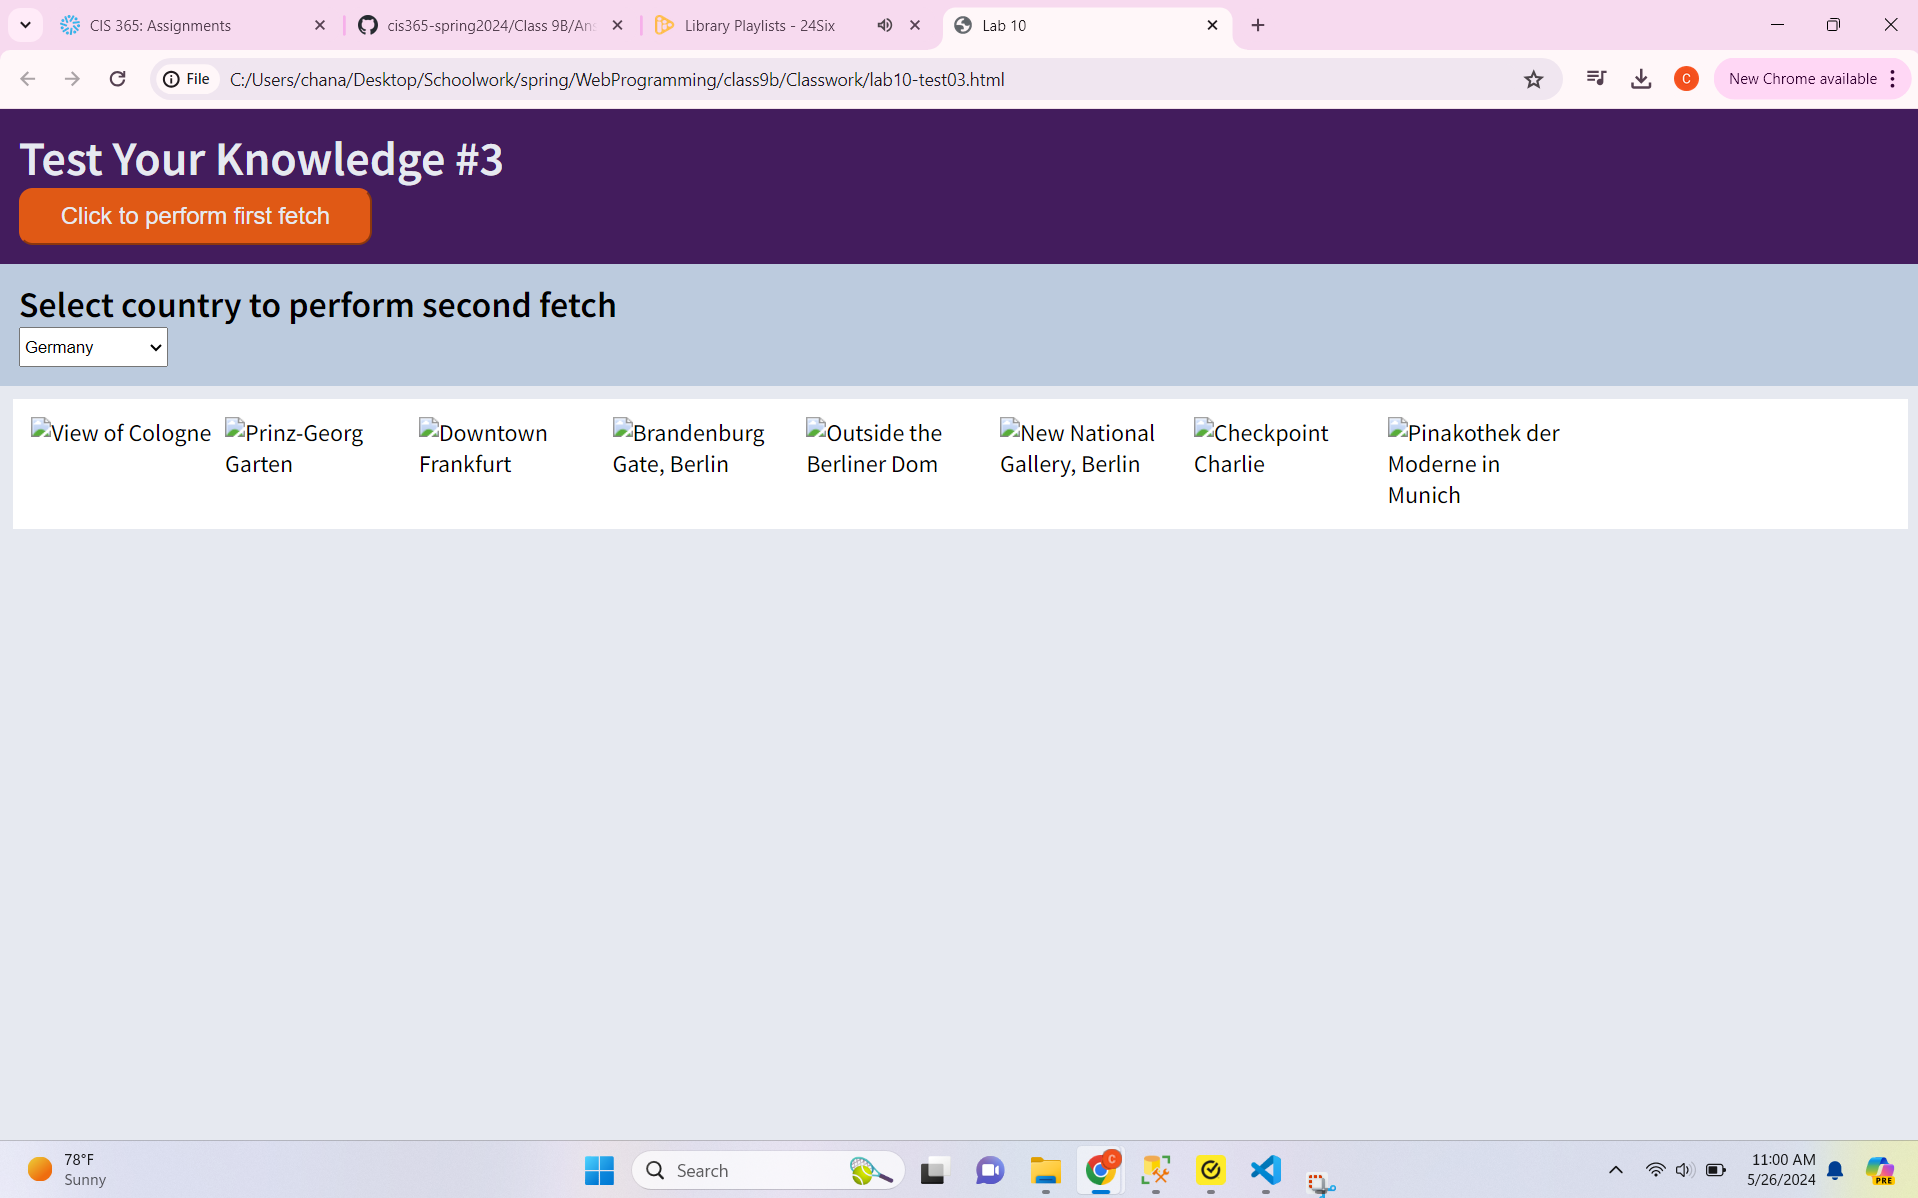 CIS 365: Assignments
cis365-spring2024/Class 9B/Ans
Library Playlists - 24Six
Lab 10
File
C:/Users/chana/Desktop/Schoolwork/spring/WebProgramming/class9b/Classwork/lab10-test03.html
C
New Chrome available
Test Your Knowledge #3
Click to perform first fetch
Select country to perform second fetch
Germany
View of Cologne
Prinz-Georg
Garten
Downtown
Frankfurt
Brandenburg
Gate, Berlin
Outside the
Berliner Dom
New National
Gallery, Berlin
Checkpoint
Charlie
Pinakothek der
Moderne in
Munich
78°F
Sunny
Search
C
11:00 AM
5/26/2024
PRE